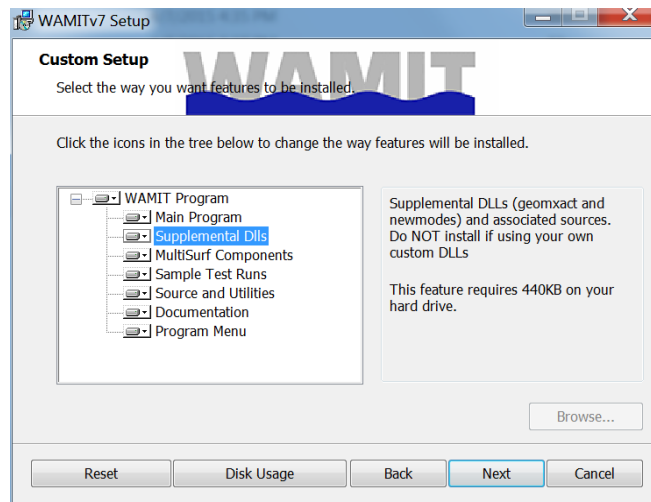 WAMITv7 Setup
WAMIT
Custom Setup
Select the way you want features to be installed.
Click the icons in the tree below to change the way features will be installed.
WAMIT Program
Main Program
Supplemental Dlls
MultiSurf Components
Sample Test Runs
Source and Utilities
Documentation
Program Menu
Supplemental DLLs (geomxact and
newmodes) and associated sources.
Do NOT install if using your own
custom DLLs
This feature requires 440KB on your
hard drive.
Browse...
Reset Disk Usage Back Next Cancel